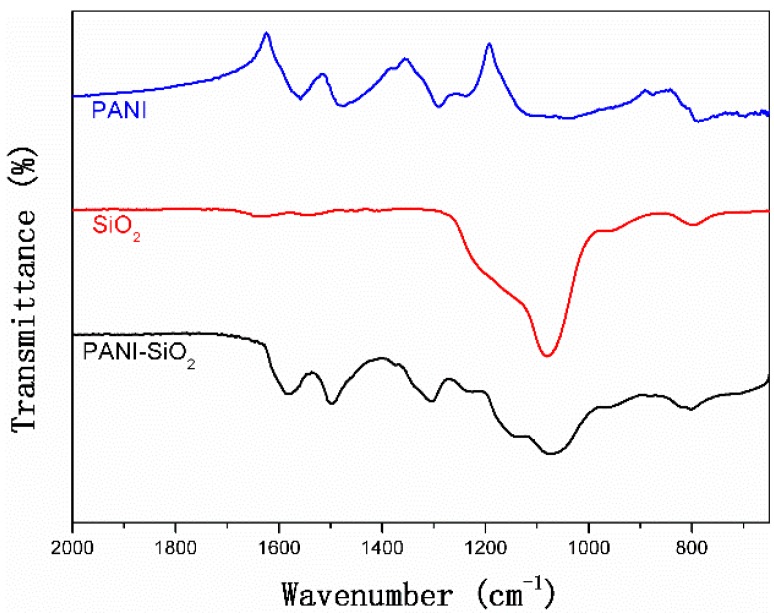 Transmittance (%)
PANI
SiO₂
PANI-SiO₂
2000 1800 1600 1400 1200 1000 800
Wavenumber (cm⁻¹)